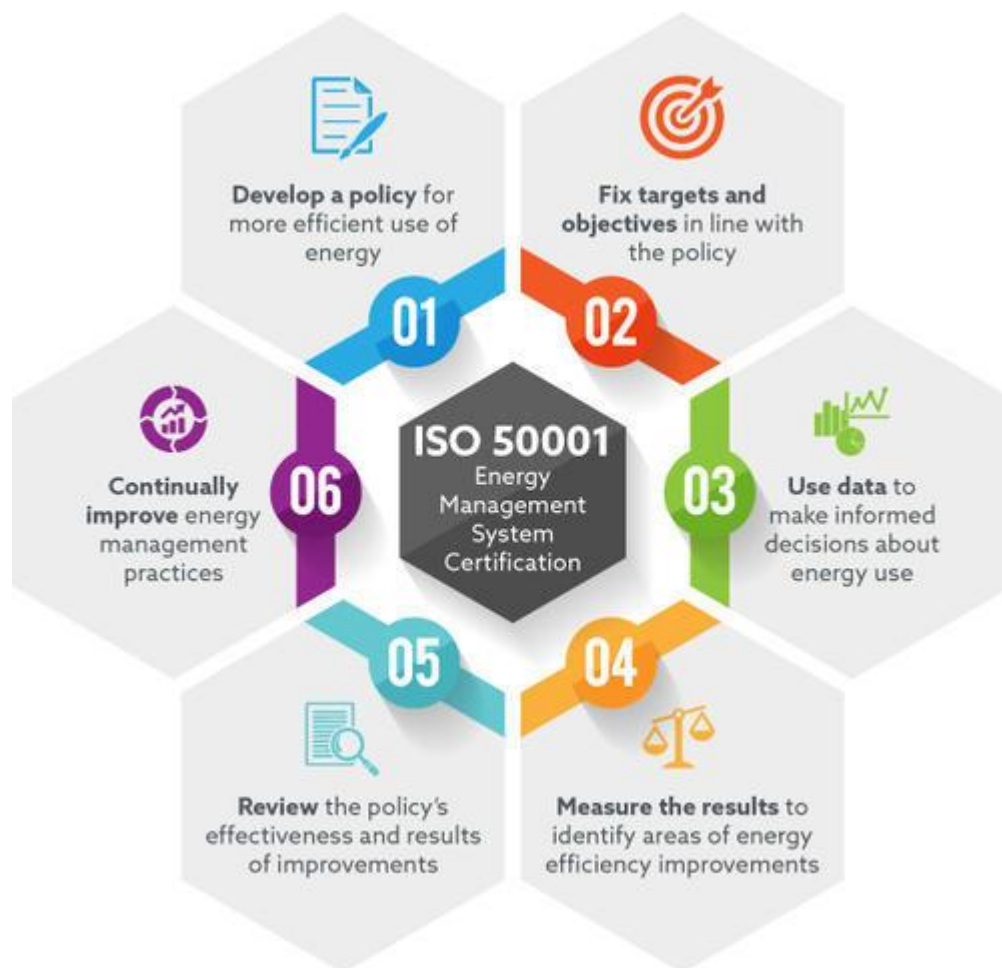 Develop a policy for
more efficient use of
energy
01
Fix targets and
objectives in line with
the policy
02
Use data to
make informed
decisions about
energy use
03
Measure the results to
identify areas of energy
efficiency improvements
04
Review the policy's
effectiveness and results
of improvements
05
Continually
improve energy
management
practices
06
ISO 50001
Energy
Management
System
Certification